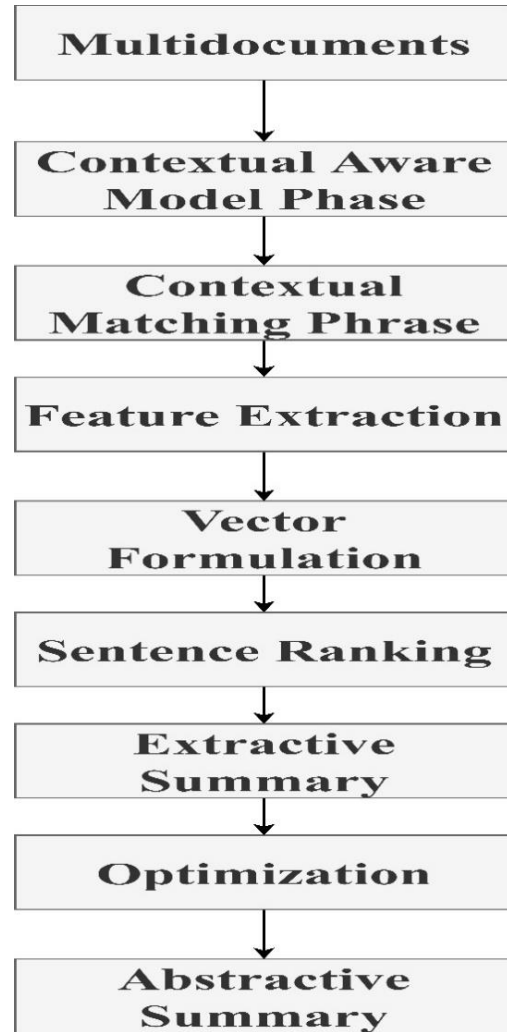 Multidocuments
Contextual Aware
Model Phase
Contextual
Matching Phrase
Feature Extraction
Vector
Formulation
Sentence Ranking
Extractive
Summary
Optimization
Abstractive
Summary